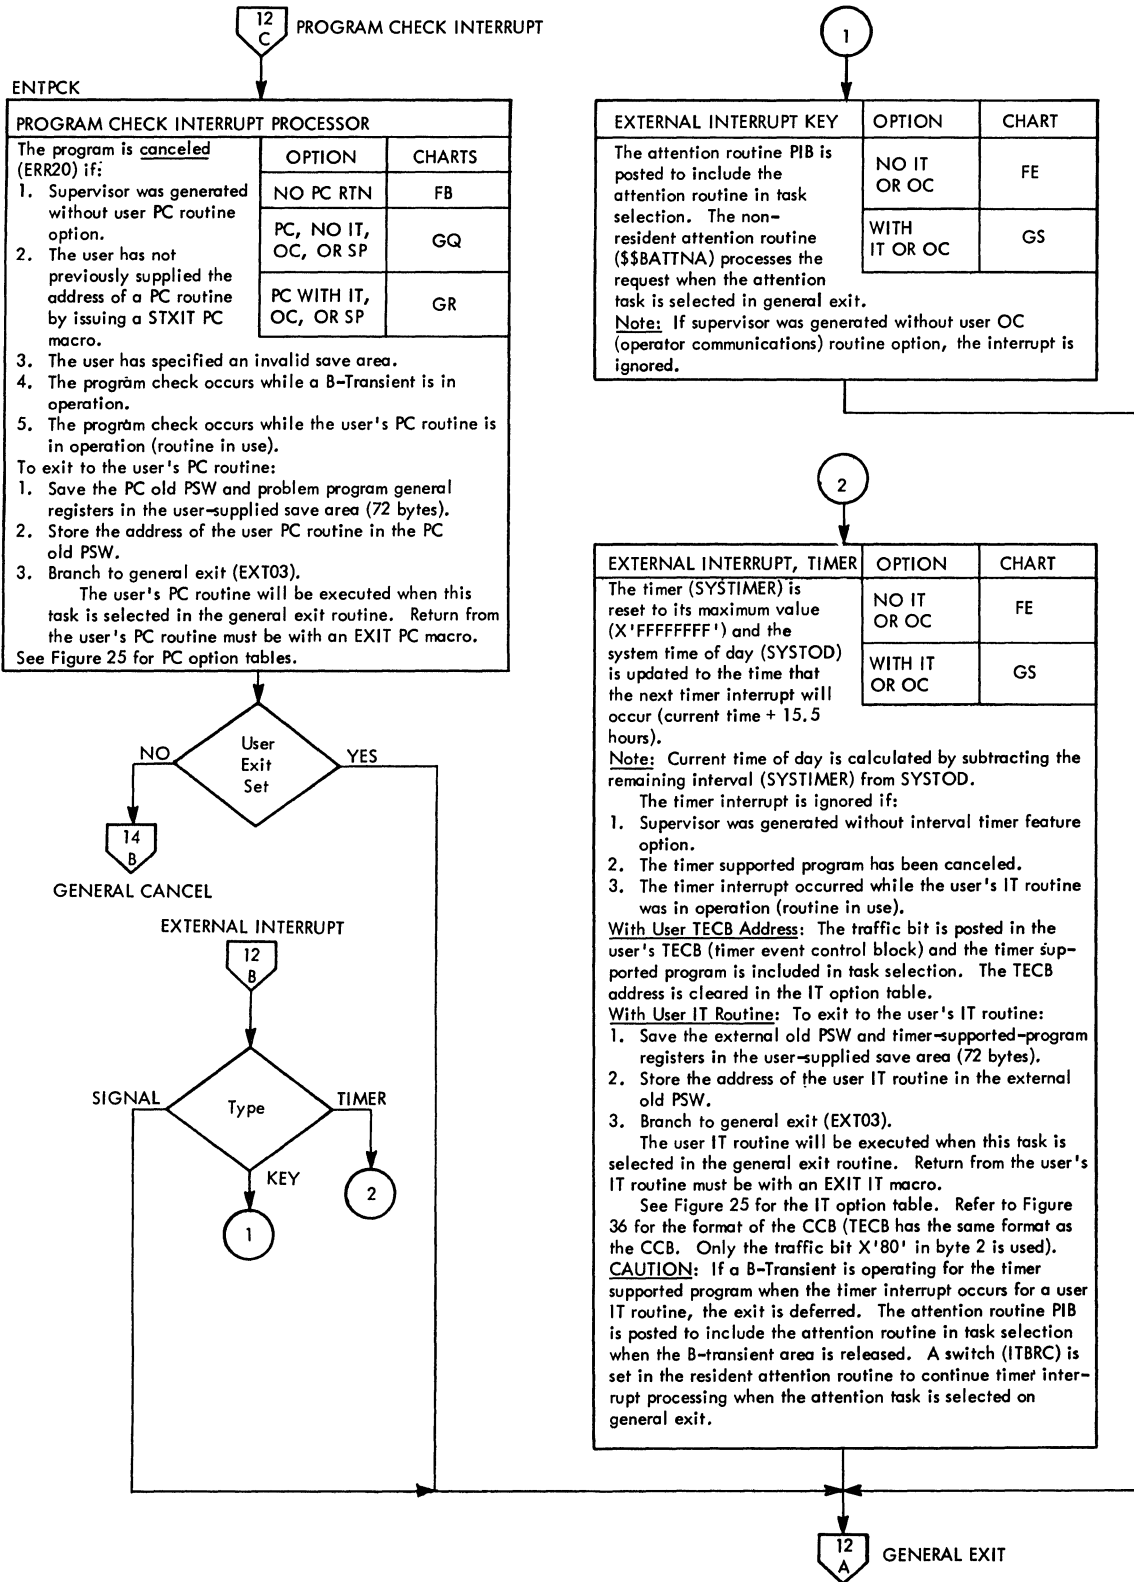 12
C
PROGRAM CHECK INTERRUPT
ENTPCK
PROGRAM CHECK INTERRUPT PROCESSOR
The program is canceled
(ERR20) if:
1. Supervisor was generated
without user PC routine
option.
2. The user has not
previously supplied the
address of a PC routine
by issuing a STXIT PC
macro.
OPTION CHARTS
NO PC RTN FB
PC, NO IT,
OC, OR SP
GQ
PC WITH IT,
OC, OR SP
GR
3. The user has specified an invalid save area.
4. The program check occurs while a B-Transient is in
operation.
5. The program check occurs while the user's PC routine is
in operation (routine in use).
To exit to the user's PC routine:
1. Save the PC old PSW and problem program general
registers in the user-supplied save area (72 bytes).
2. Store the address of the user PC routine in the PC
old PSW.
3. Branch to general exit (EXT03).
The user's PC routine will be executed when this
task is selected in the general exit routine. Return from
the user's PC routine must be with an EXIT PC macro.
See Figure 25 for PC option tables.
User
Exit
Set
NO
YES
14
B
GENERAL CANCEL
EXTERNAL INTERRUPT
12
B
SIGNAL
Type
TIMER
KEY
1
2
1
EXTERNAL INTERRUPT KEY
OPTION CHART
The attention routine PIB is
posted to include the
attention routine in task
selection. The non-
resident attention routine
($$BATTNA) processes the
request when the attention
task is selected in general exit.
NO IT
OR OC
FE
WITH
IT OR OC
GS
Note: If supervisor was generated without user OC
(operator communications) routine option, the interrupt is
ignored.
2
EXTERNAL INTERRUPT, TIMER
OPTION CHART
The timer (SYSTIMER) is
reset to its maximum value
(X'FFFFFFFF') and the
system time of day (SYSTOD)
is updated to the time that
the next timer interrupt will
occur (current time + 15.5
hours).
NO IT
OR OC
FE
WITH IT
OR OC
GS
Note: Current time of day is calculated by subtracting the
remaining interval (SYSTIMER) from SYSTOD.
The timer interrupt is ignored if:
1. Supervisor was generated without interval timer feature
option.
2. The timer supported program has been canceled.
3. The timer interrupt occurred while the user's IT routine
was in operation (routine in use).
With User TECB Address: The traffic bit is posted in the
user's TECB (timer event control block) and the timer sup-
ported program is included in task selection. The TECB
address is cleared in the IT option table.
With User IT Routine: To exit to the user's IT routine:
1. Save the external old PSW and timer-supported-program
registers in the user-supplied save area (72 bytes).
2. Store the address of the user IT routine in the external
old PSW.
3. Branch to general exit (EXT03).
The user IT routine will be executed when this task is
selected in the general exit routine. Return from the user's
IT routine must be with an EXIT IT macro.
See Figure 25 for the IT option table. Refer to Figure
36 for the format of the CCB (TECB has the same format as
the CCB. Only the traffic bit X'80' in byte 2 is used).
CAUTION: If a B-Transient is operating for the timer
supported program when the timer interrupt occurs for a user
IT routine, the exit is deferred. The attention routine PIB
is posted to include the attention routine in task selection
when the B-transient area is released. A switch (ITBRC) is
set in the resident attention routine to continue timer inter-
rupt processing when the attention task is selected on
general exit.
12
A
GENERAL EXIT